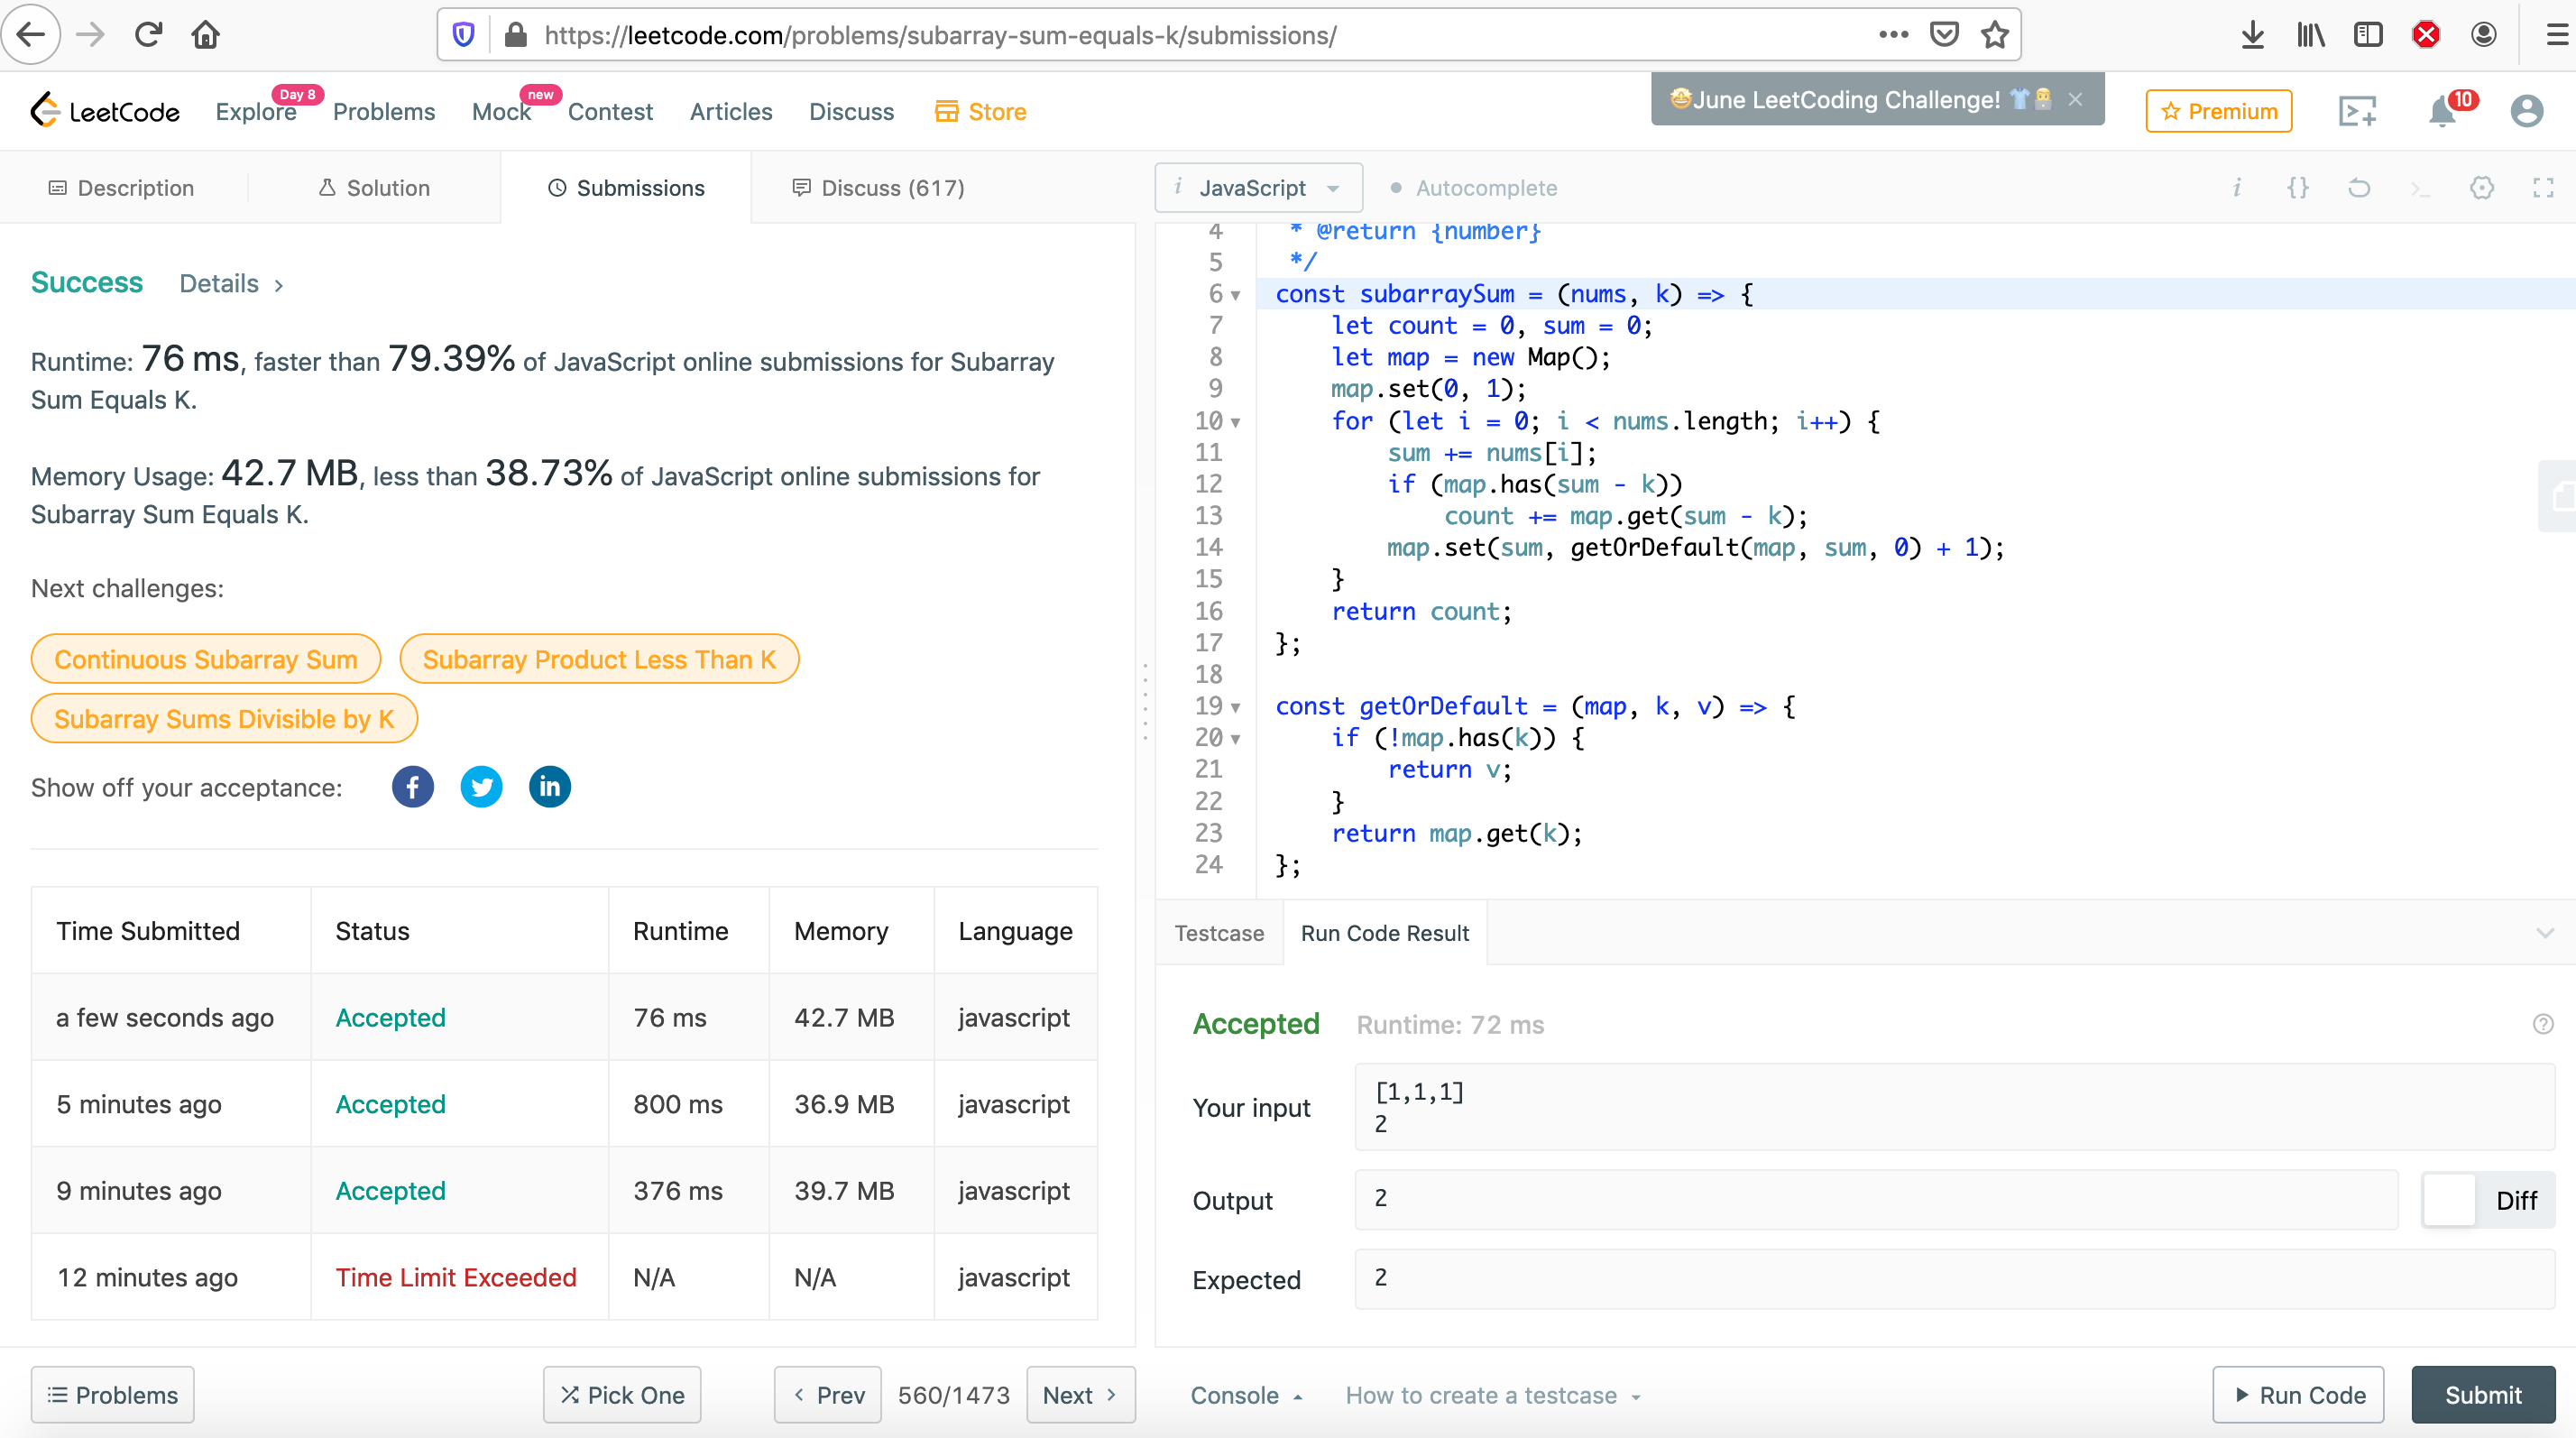 https://leetcode.com/problems/subarray-sum-equals-k/submissions/
LeetCode
Explore
Day 8
Problems
Mock
new
Contest
Articles
Discuss
Store
June LeetCoding Challenge!
Premium
10
Description
Solution
Submissions
Discuss (617)
i JavaScript
Autocomplete
Success Details >
Runtime: 76 ms, faster than 79.39% of JavaScript online submissions for Subarray
Sum Equals K.
Memory Usage: 42.7 MB, less than 38.73% of JavaScript online submissions for
Subarray Sum Equals K.
Next challenges:
Continuous Subarray Sum
Subarray Product Less Than K
Subarray Sums Divisible by K
Show off your acceptance:
Time Submitted Status Runtime Memory Language
a few seconds ago Accepted 76 ms 42.7 MB javascript
5 minutes ago Accepted 800 ms 36.9 MB javascript
9 minutes ago Accepted 376 ms 39.7 MB javascript
12 minutes ago Time Limit Exceeded N/A N/A javascript
4 * @return {number}
5 */
6 const subarraySum = (nums, k) => {
7 let count = 0, sum = 0;
8 let map = new Map();
9 map.set(0, 1);
10 for (let i = 0; i < nums.length; i++) {
11 sum += nums[i];
12 if (map.has(sum - k))
13 count += map.get(sum - k);
14 map.set(sum, getOrDefault(map, sum, 0) + 1);
15 }
16 return count;
17 };
18
19 const getOrDefault = (map, k, v) => {
20 if (!map.has(k)) {
21 return v;
22 }
23 return map.get(k);
24 };
Testcase
Run Code Result
Accepted Runtime: 72 ms
Your input
[1,1,1]
2
Output
2
Diff
Expected
2
Problems
Pick One
< Prev
560/1473
Next >
Console
How to create a testcase
Run Code
Submit